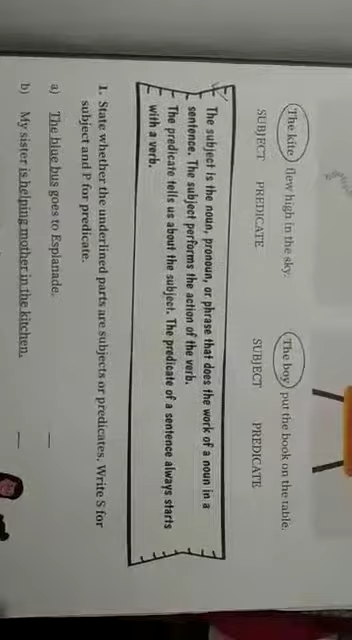 The kite flew high in the sky.
SUBJECT PREDICATE
The boy put the book on the table.
SUBJECT PREDICATE
The subject is the noun, pronoun, or phrase that does the work of a noun in a
sentence. The subject performs the action of the verb.
The predicate tells us about the subject. The predicate of a sentence always starts
with a verb.
1. State whether the underlined parts are subjects or predicates. Write S for
subject and P for predicate.
a) The blue bus goes to Esplanade.
b) My sister is helping mother in the kitchen.